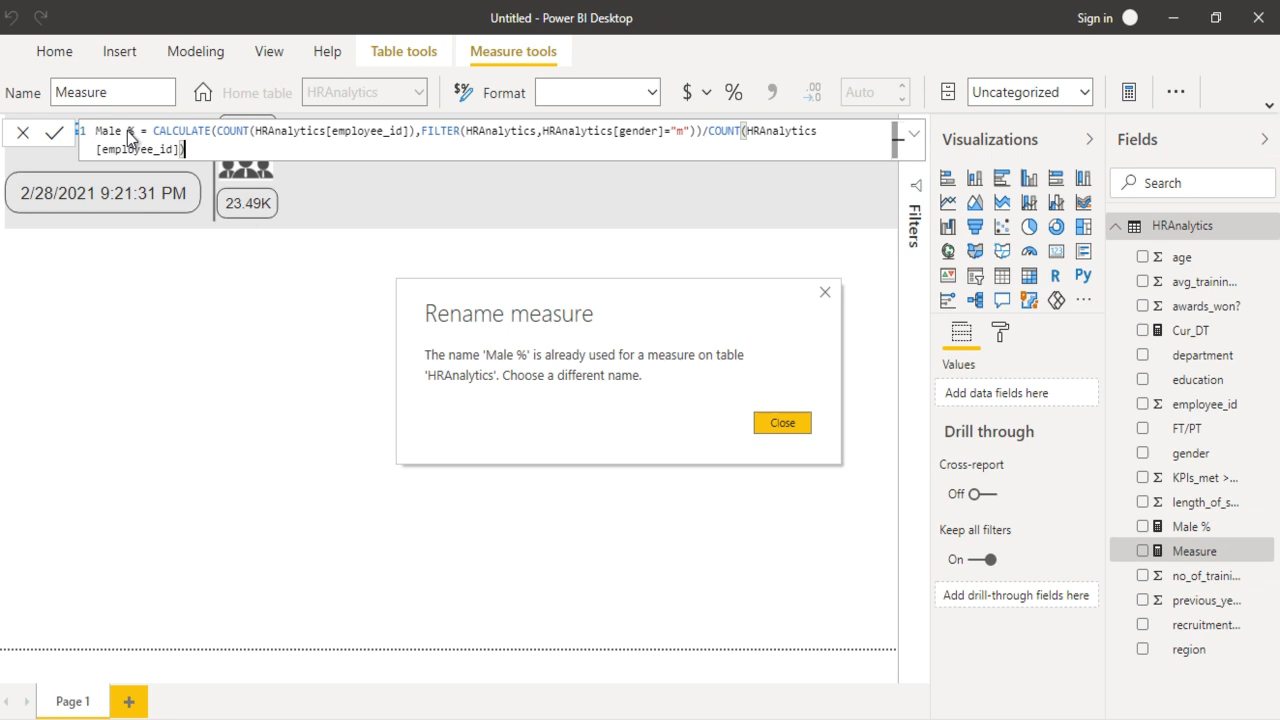 Untitled - Power BI Desktop
Sign in
Home Insert Modeling View Help Table tools Measure tools
Name Measure Home table HRAnalytics Format $ % Auto Uncategorized
1 Male % = CALCULATE(COUNT(HRAnalytics[employee_id]),FILTER(HRAnalytics,HRAnalytics[gender]="m"))/COUNT(HRAnalytics
[employee_id])
2/28/2021 9:21:31 PM
23.49K
Filters
Rename measure
The name 'Male %' is already used for a measure on table
'HRAnalytics'. Choose a different name.
Close
Visualizations
R Py
Values
Add data fields here
Drill through
Cross-report
Off
Keep all filters
On
Add drill-through fields here
Fields
Search
HRAnalytics
age
avg_trainin...
awards_won?
Cur_DT
department
education
employee_id
FT/PT
gender
KPIs_met >...
length_of_s...
Male %
Measure
no_of_traini...
previous_ye...
recruitment...
region
Page 1